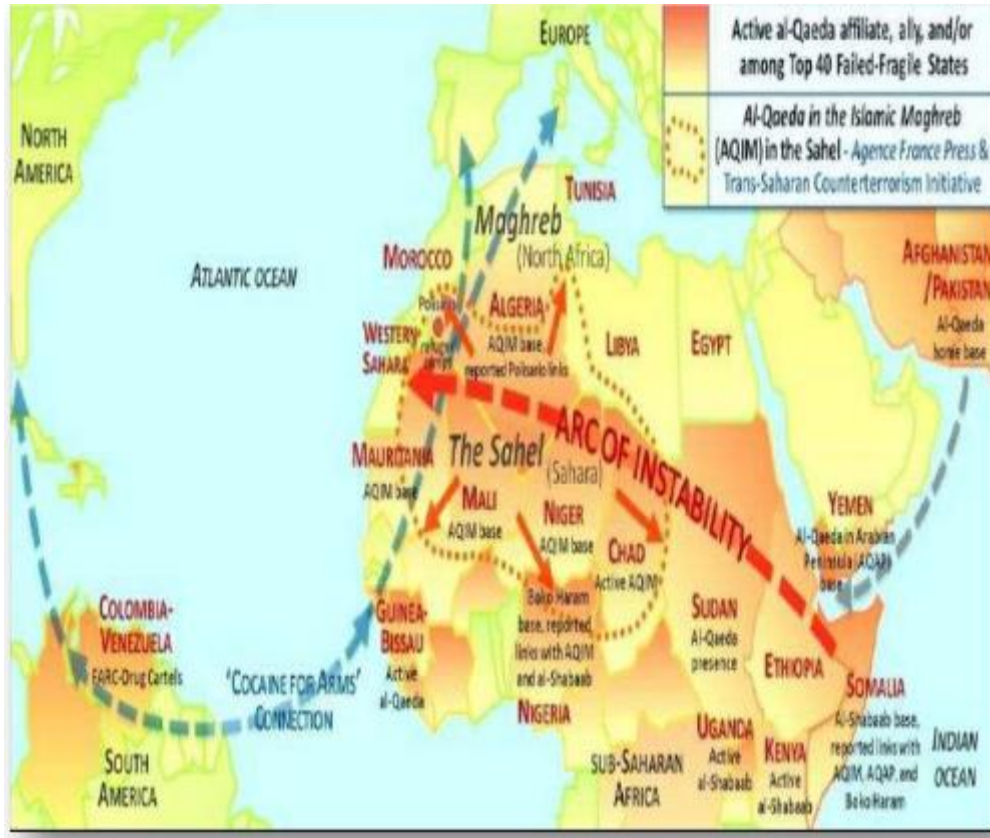 Active al-Qaeda affiliate, ally, and/or
among Top 40 Failed-Fragile States
Al-Qaeda in the Islamic Maghreb
(AQIM) in the Sahel - Agence France Press &
Trans-Saharan Counterterrorism Initiative
EUROPE
NORTH
AMERICA
TUNISIA
Maghreb
(North Africa)
MOROCCO
ATLANTIC OCEAN
AFGHANISTAN
/PAKISTAN
Al-Qaeda
home base
Polisario
refugee
ALGERIA-
AQIM base,
reported Polisario links
WESTERN
SAHARA
LIBYA
EGYPT
ARC OF INSTABILITY
The Sahel
(Sahara)
MAURITANIA
AQIM base
MALI
AQIM base
NIGER
AQIM base
CHAD
Active AQIM
YEMEN
Al-Qaeda in Arabian
Peninsula (AQAP)
base
COLOMBIA-
VENEZUELA
FARC-Drug Cartels
'COCAINE FOR ARMS'
CONNECTION
GUINEA-
BISSAU
Active
al-Qaeda
Boko Haram
base, reported
links with AQIM
and al-Shabaab
NIGERIA
SUDAN
Al-Qaeda
presence
ETHIOPIA
SOMALIA
Al-Shabaab base,
reported links with
AQIM, AQAP, and
Boko Haram
UGANDA
Active
al-Shabaab
KENYA
Active
al-Shabaab
INDIAN
OCEAN
SOUTH
AMERICA
SUB-SAHARAN
AFRICA